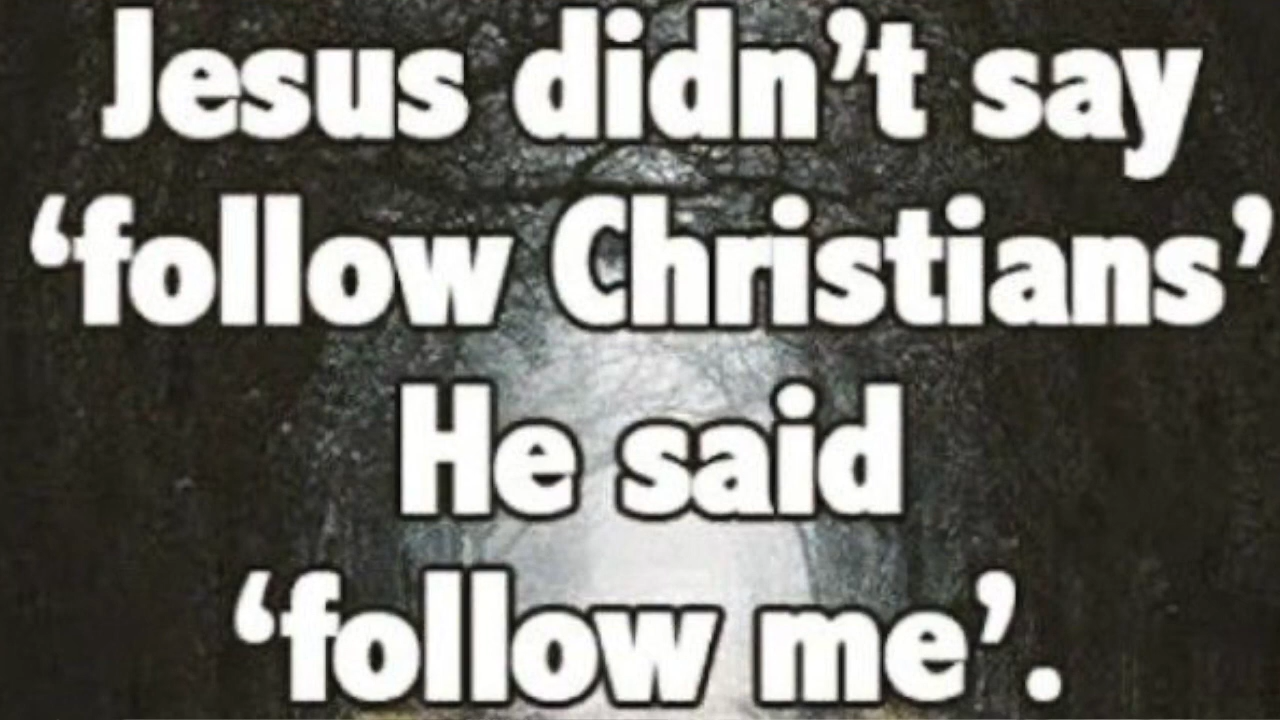 Jesus didn’t say
‘follow Christians’
He said
‘follow me’.